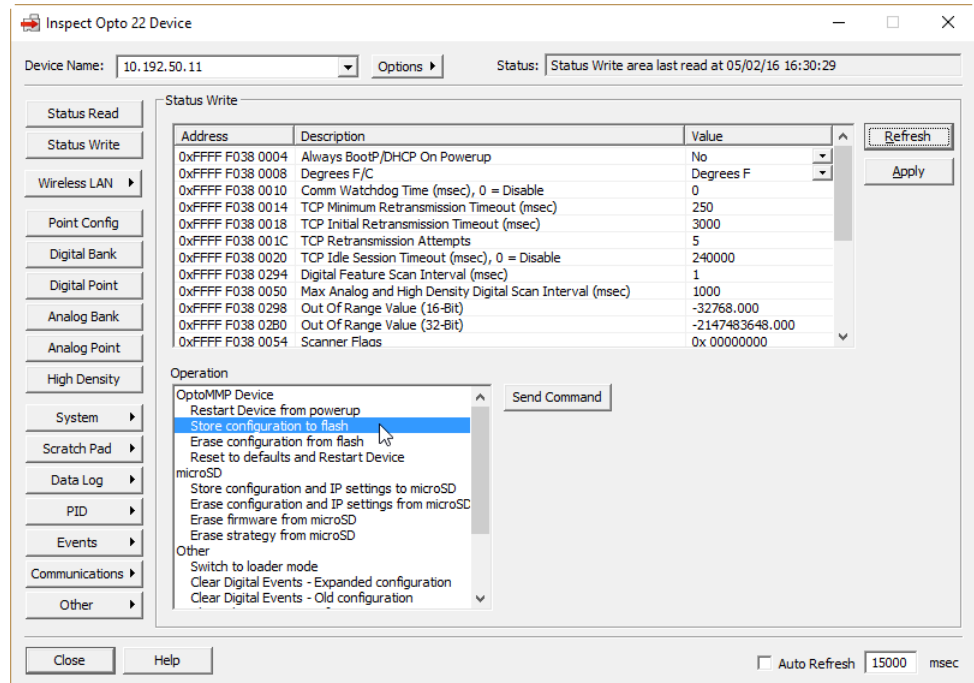 Inspect Opto 22 Device
Device Name: 10.192.50.11 Options Status: Status Write area last read at 05/02/16 16:30:29
Status Read
Status Write
Wireless LAN
Point Config
Digital Bank
Digital Point
Analog Bank
Analog Point
High Density
System
Scratch Pad
Data Log
PID
Events
Communications
Other
Status Write
Address Description Value
0xFFFF F038 0004 Always BootP/DHCP On Powerup No
0xFFFF F038 0008 Degrees F/C Degrees F
0xFFFF F038 0010 Comm Watchdog Time (msec), 0 = Disable 0
0xFFFF F038 0014 TCP Minimum Retransmission Timeout (msec) 250
0xFFFF F038 0018 TCP Initial Retransmission Timeout (msec) 3000
0xFFFF F038 001C TCP Retransmission Attempts 5
0xFFFF F038 0020 TCP Idle Session Timeout (msec), 0 = Disable 240000
0xFFFF F038 0294 Digital Feature Scan Interval (msec) 1
0xFFFF F038 0050 Max Analog and High Density Digital Scan Interval (msec) 1000
0xFFFF F038 0298 Out Of Range Value (16-Bit) -32768.000
0xFFFF F038 02B0 Out Of Range Value (32-Bit) -2147483648.000
0xFFFF F038 0054 Scanner Flags 0x 00000000
Refresh
Apply
Operation
OptoMMP Device
Restart Device from powerup
Store configuration to flash
Erase configuration from flash
Reset to defaults and Restart Device
microSD
Store configuration and IP settings to microSD
Erase configuration and IP settings from microSD
Erase firmware from microSD
Erase strategy from microSD
Other
Switch to loader mode
Clear Digital Events - Expanded configuration
Clear Digital Events - Old configuration
Send Command
Close Help Auto Refresh 15000 msec